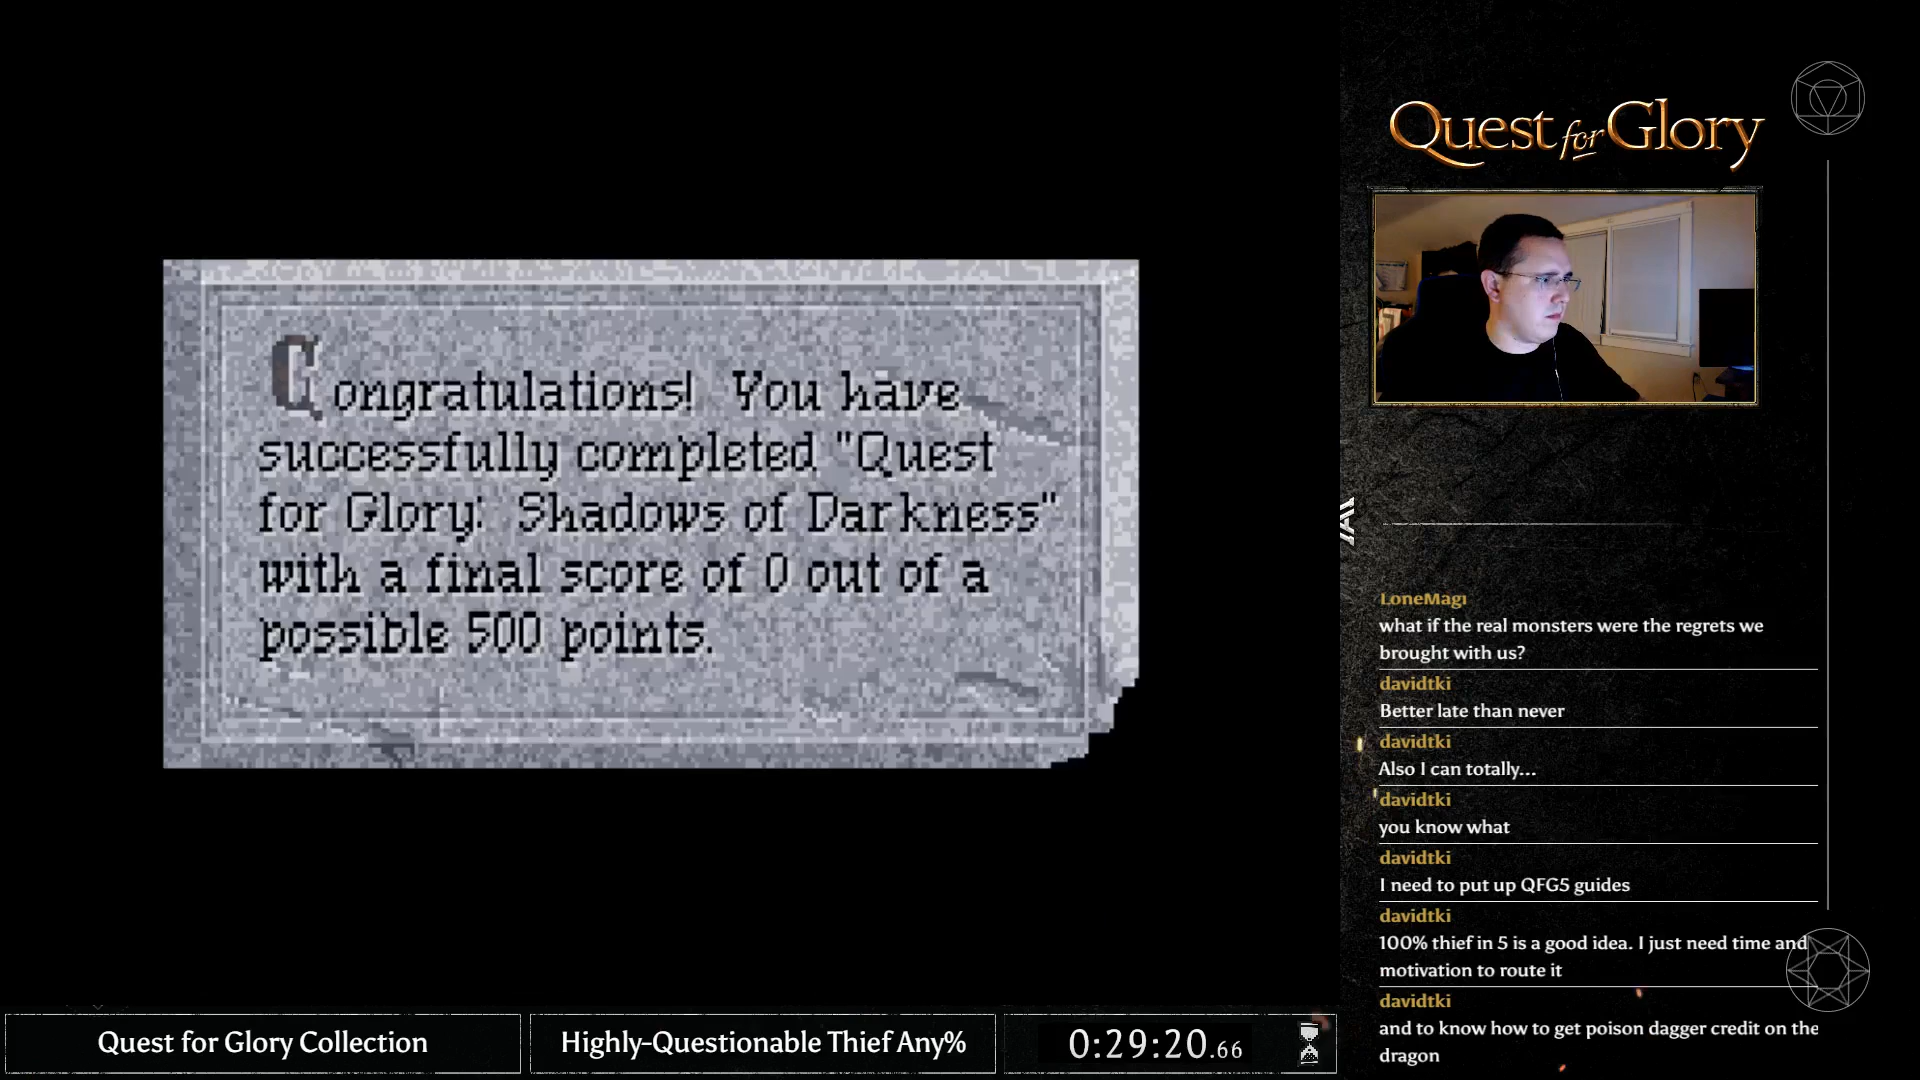 Congratulations! You have
successfully completed "Quest
for Glory: Shadows of Darkness"
with a final score of 0 out of a
possible 500 points.
Quest for Glory
LoneMagi
what if the real monsters were the regrets we
brought with us?
davidtki
Better late than never
davidtki
Also I can totally...
davidtki
you know what
davidtki
I need to put up QFG5 guides
davidtki
100% thief in 5 is a good idea. I just need time and
motivation to route it
davidtki
and to know how to get poison dagger credit on the
dragon
Quest for Glory Collection
Highly-Questionable Thief Any%
0:29:20.66